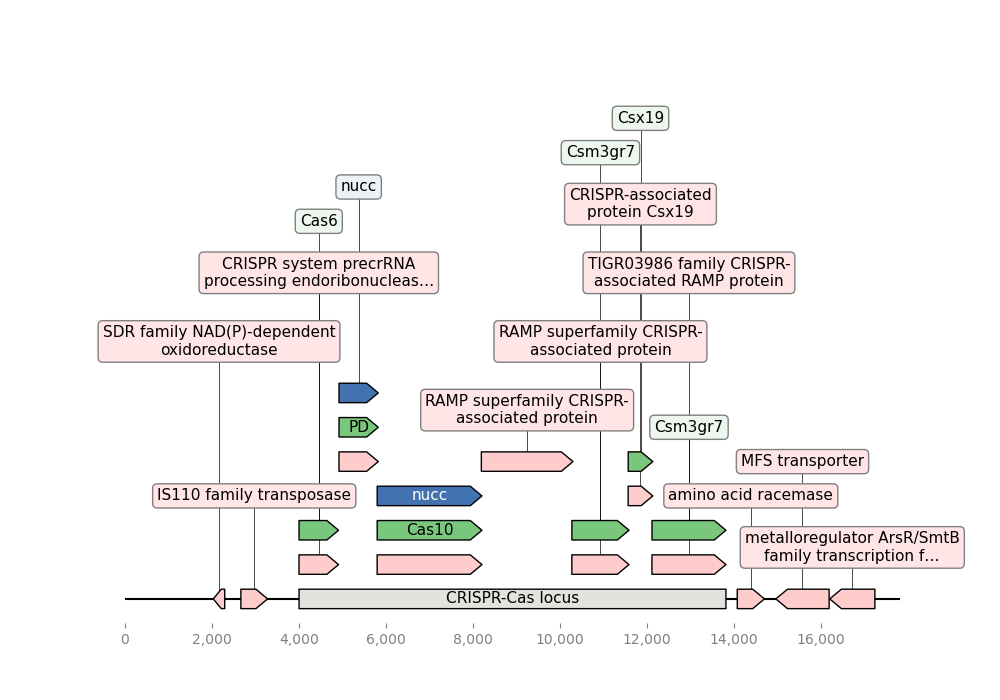 Csx19
Csm3gr7
nucc
CRISPR-associated
protein Csx19
Cas6
CRISPR system precrRNA
processing endoribonucleas…
TIGR03986 family CRISPR-
associated RAMP protein
SDR family NAD(P)-dependent
oxidoreductase
RAMP superfamily CRISPR-
associated protein
RAMP superfamily CRISPR-
associated protein
PD
Csm3gr7
MFS transporter
IS110 family transposase
nucc
amino acid racemase
Cas10
metalloregulator ArsR/SmtB
family transcription f…
CRISPR-Cas locus
0 2,000 4,000 6,000 8,000 10,000 12,000 14,000 16,000